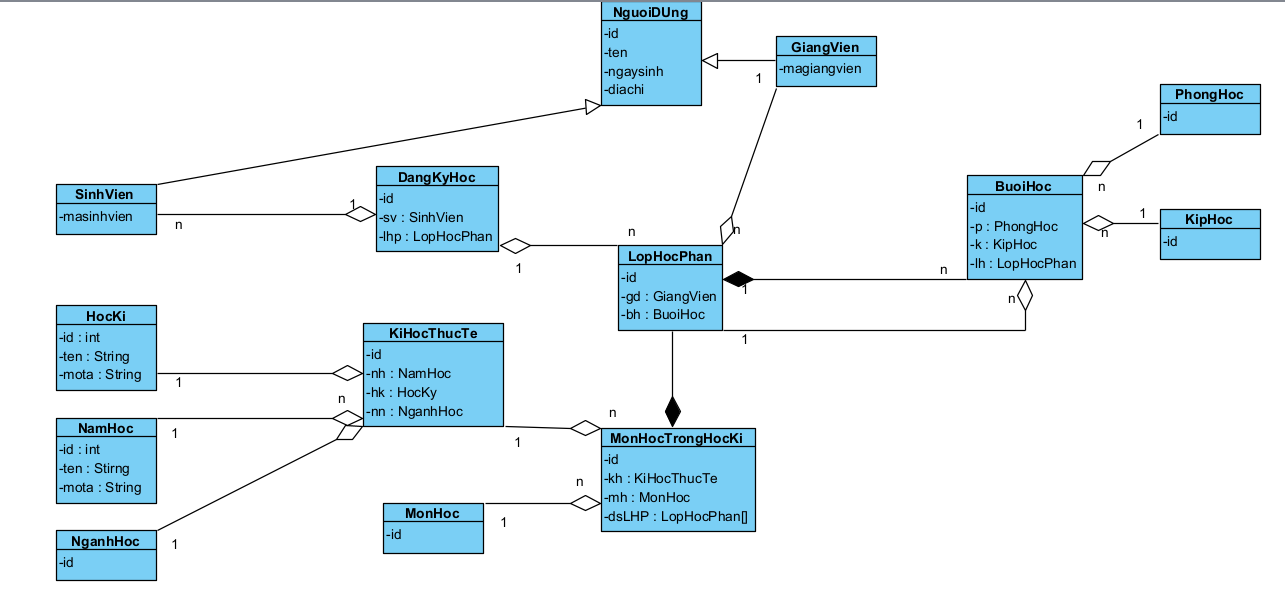 NguoiDUng
-id
-ten
-ngaysinh
-diachi
GiangVien
-magiangvien
1
PhongHoc
-id
1
n
SinhVien
-masinhvien
n
1
DangKyHoc
-id
-sv : SinhVien
-lhp : LopHocPhan
1
n
n
LopHocPhan
-id
-gd : GiangVien
-bh : BuoiHoc
1
n
1
n
BuoiHoc
-id
-p : PhongHoc
-k : KipHoc
-lh : LopHocPhan
1
n
KipHoc
-id
HocKi
-id : int
-ten : String
-mota : String
1
n
KiHocThucTe
-id
-nh : NamHoc
-hk : HocKy
-nn : NganhHoc
1
n
NamHoc
-id : int
-ten : Stirng
-mota : String
1
MonHocTrongHocKi
-id
-kh : KiHocThucTe
-mh : MonHoc
-dsLHP : LopHocPhan[]
n
1
MonHoc
-id
NganhHoc
-id
1